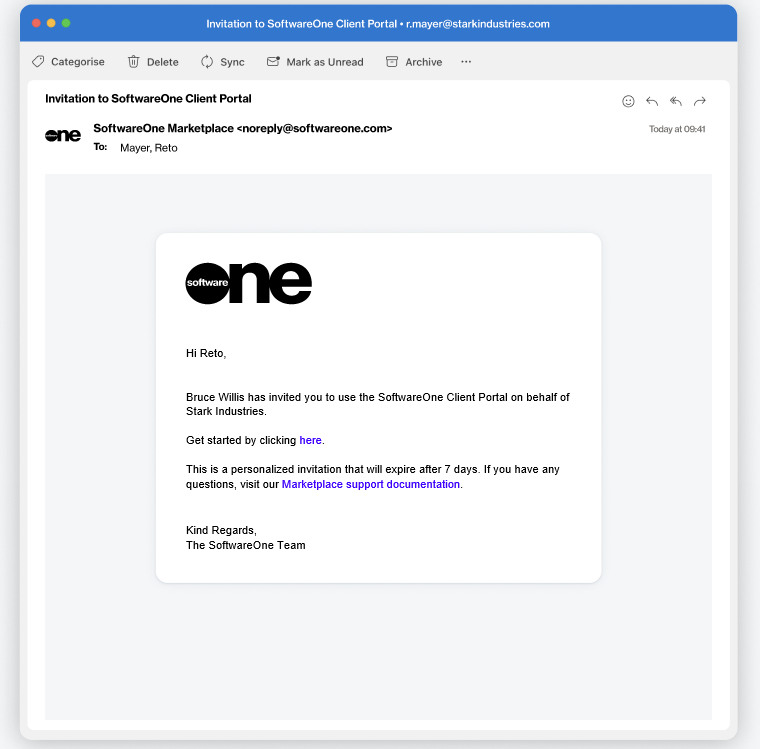 Invitation to SoftwareOne Client Portal • r.mayer@starkindustries.com
Categorise Delete Sync Mark as Unread Archive ···
Invitation to SoftwareOne Client Portal
one
SoftwareOne Marketplace <noreply@softwareone.com>
Today at 09:41
To: Mayer, Reto
software one
Hi Reto,
Bruce Willis has invited you to use the SoftwareOne Client Portal on behalf of
Stark Industries.
Get started by clicking here.
This is a personalized invitation that will expire after 7 days. If you have any
questions, visit our Marketplace support documentation.
Kind Regards,
The SoftwareOne Team